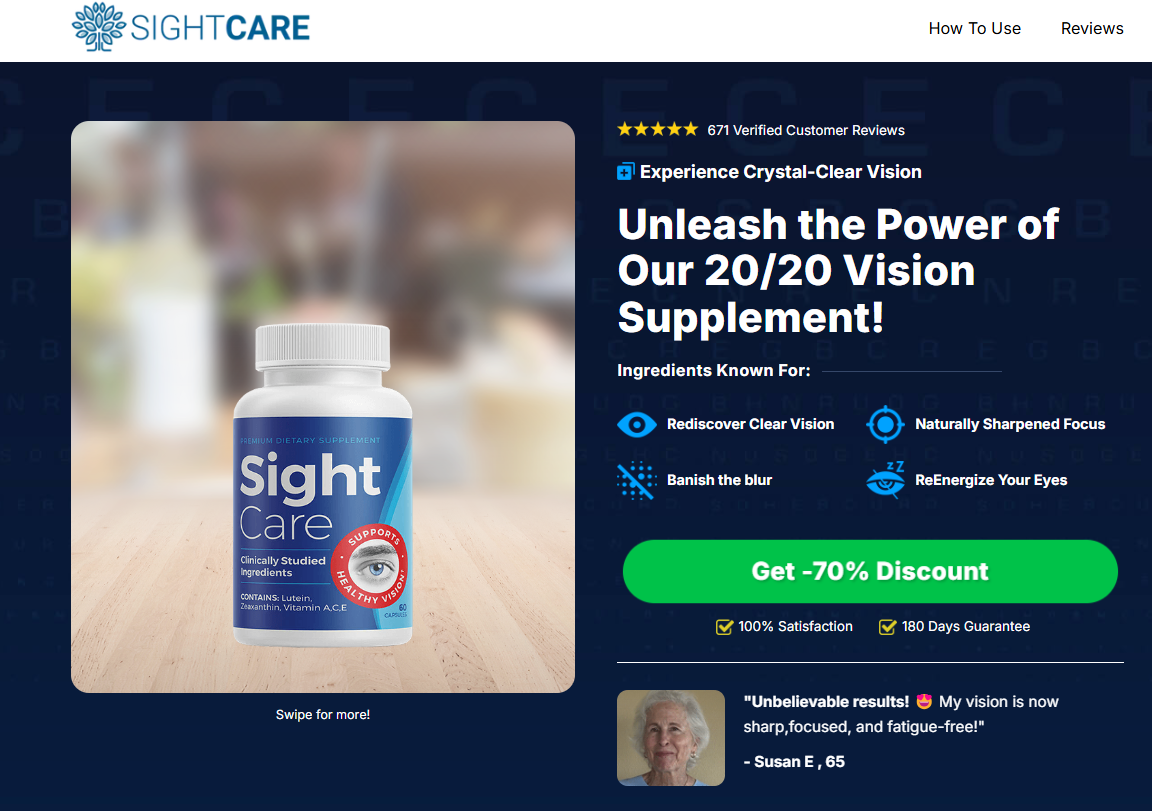 SIGHTCARE
How To Use
Reviews
671 Verified Customer Reviews
Experience Crystal-Clear Vision
Unleash the Power of
Our 20/20 Vision
Supplement!
Ingredients Known For:
Rediscover Clear Vision
Naturally Sharpened Focus
Banish the blur
ReEnergize Your Eyes
Get -70% Discount
100% Satisfaction
180 Days Guarantee
"Unbelievable results! 😍 My vision is now
sharp,focused, and fatigue-free!"
- Susan E , 65
PREMIUM DIETARY SUPPLEMENT
Sight
Care
Clinically Studied
Ingredients
CONTAINS: Lutein,
Zeaxanthin, Vitamin A,C,E
SUPPORTS
HEALTHY VISION
60
CAPSULES
Swipe for more!